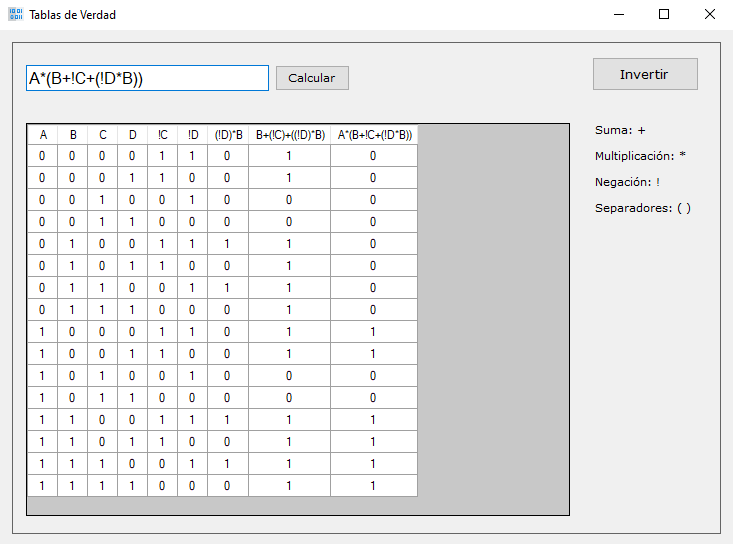 Tablas de Verdad
A*(B+!C+(!D*B))
Calcular
Invertir
A B C D !C !D (!D)*B B+(!C)+((!D)*B) A*(B+!C+(!D*B))
0 0 0 0 1 1 0 1 0
0 0 0 1 1 0 0 1 0
0 0 1 0 0 1 0 0 0
0 0 1 1 0 0 0 0 0
0 1 0 0 1 1 1 1 0
0 1 0 1 1 0 0 1 0
0 1 1 0 0 1 1 1 0
0 1 1 1 0 0 0 1 0
1 0 0 0 1 1 0 1 1
1 0 0 1 1 0 0 1 1
1 0 1 0 0 1 0 0 0
1 0 1 1 0 0 0 0 0
1 1 0 0 1 1 1 1 1
1 1 0 1 1 0 0 1 1
1 1 1 0 0 1 1 1 1
1 1 1 1 0 0 0 1 1
Suma: +
Multiplicación: *
Negación: !
Separadores: ( )